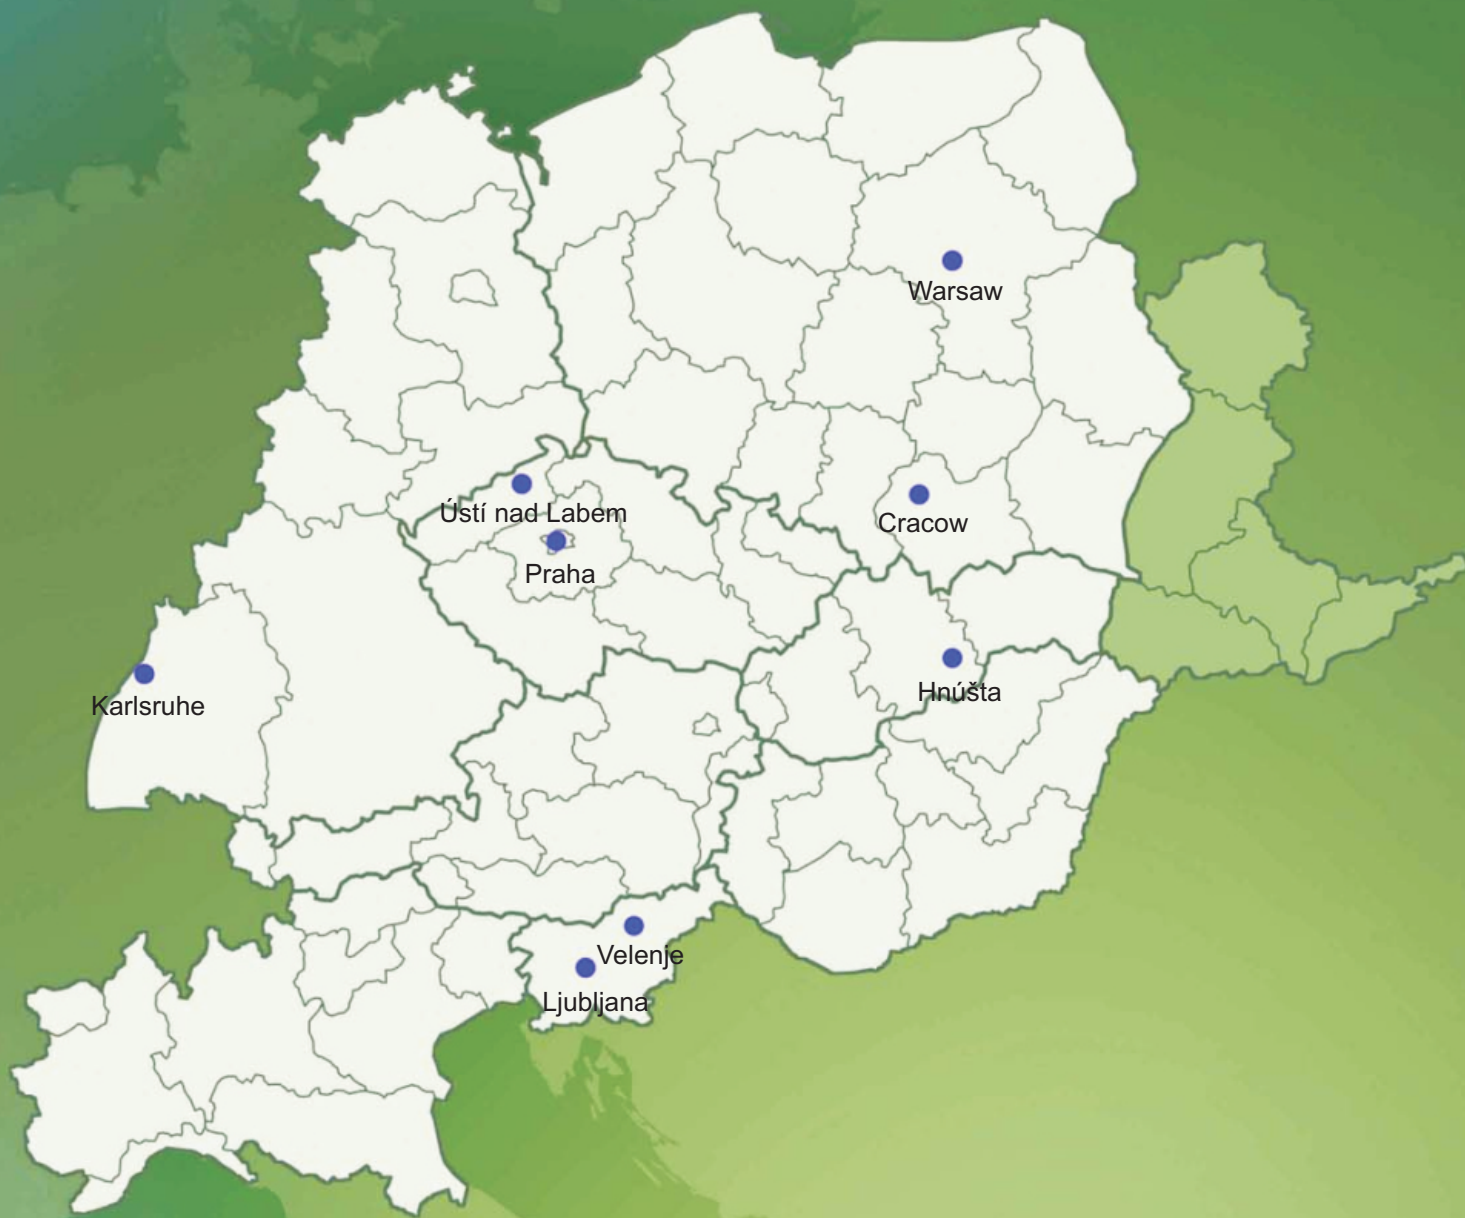 Warsaw
Ústí nad Labem
Cracow
Praha
Hnúšta
Karlsruhe
Velenje
Ljubljana